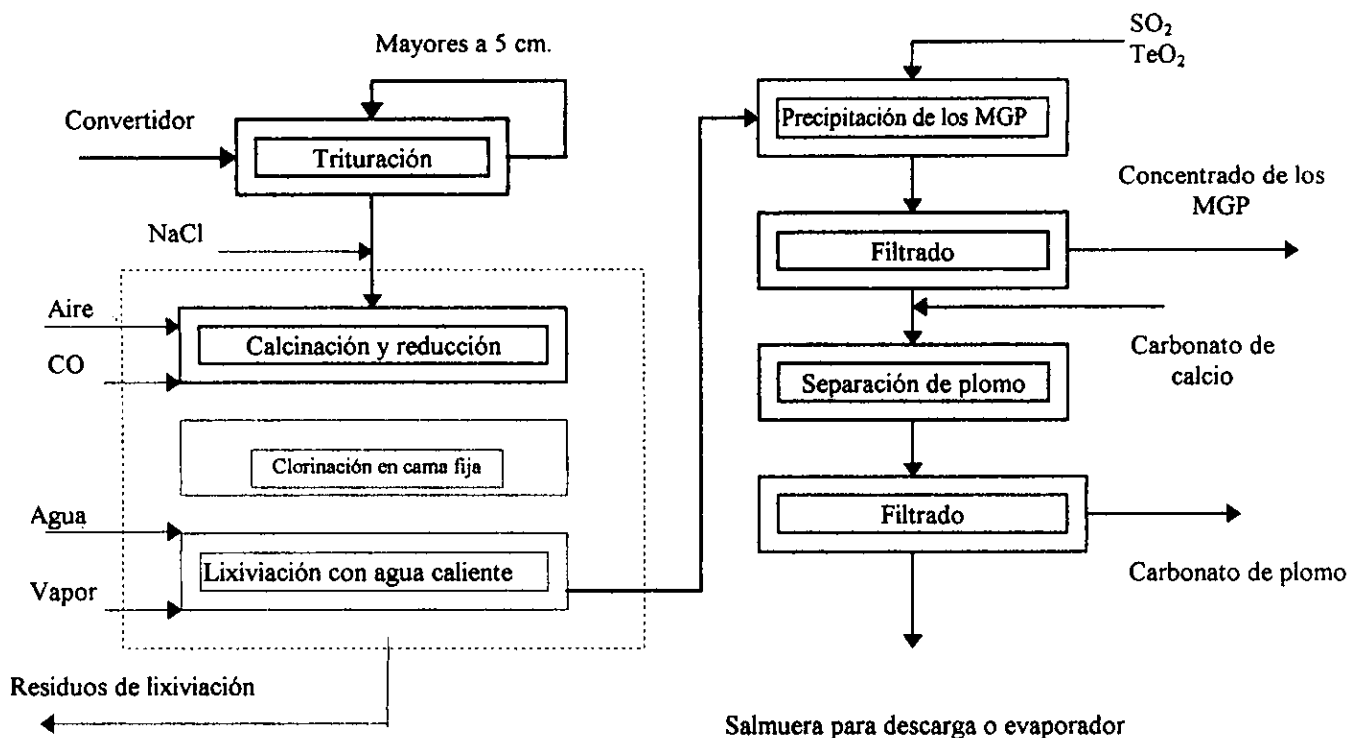 Mayores a 5 cm.
Convertidor
Trituración
NaCl
Aire
CO
Calcinación y reducción
Clorinación en cama fija
Agua
Vapor
Lixiviación con agua caliente
Residuos de lixiviación
SO₂
TeO₂
Precipitación de los MGP
Concentrado de los
MGP
Filtrado
Carbonato de
calcio
Separación de plomo
Filtrado
Carbonato de plomo
Salmuera para descarga o evaporador